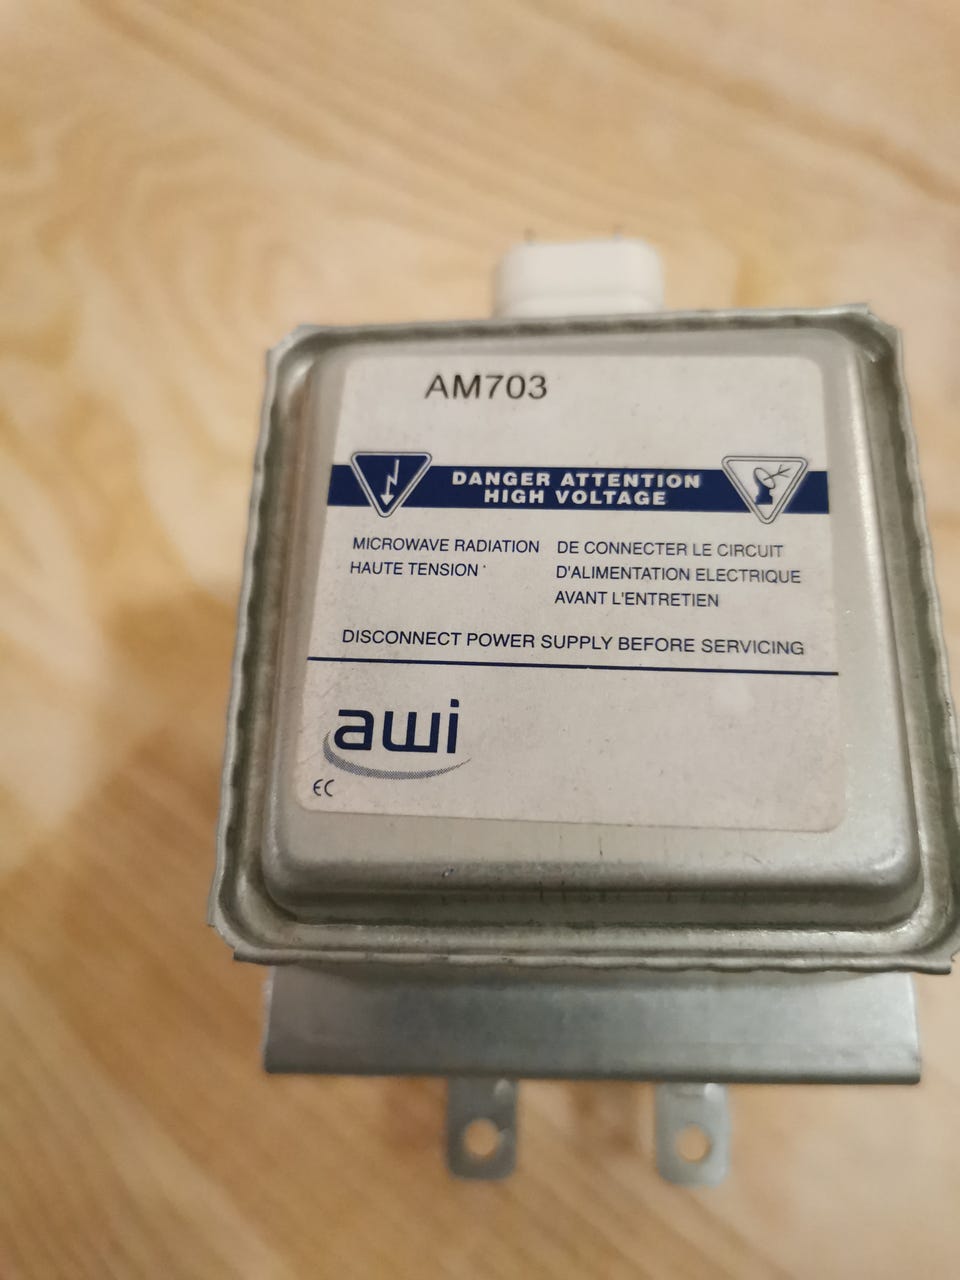 AM703
DANGER ATTENTION
HIGH VOLTAGE
MICROWAVE RADIATION
HAUTE TENSION
DE CONNECTER LE CIRCUIT
D'ALIMENTATION ELECTRIQUE
AVANT L'ENTRETIEN
DISCONNECT POWER SUPPLY BEFORE SERVICING
awi
CE